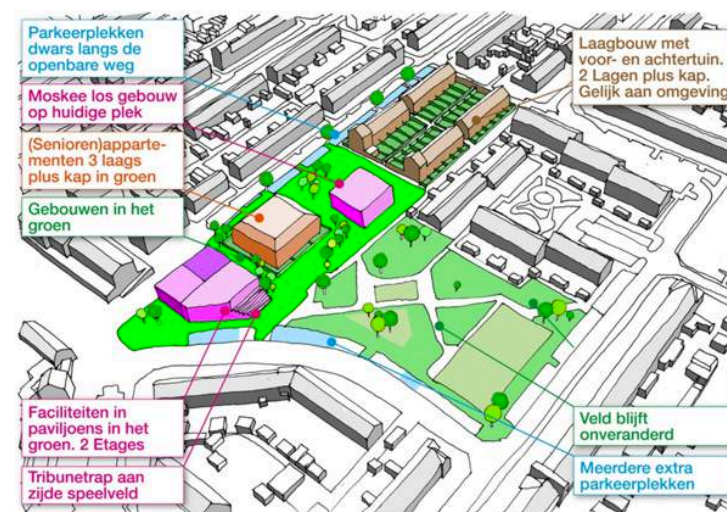 Parkeerplekken
dwars langs de
openbare weg
Moskee los gebouw
op huidige plek
(Senioren)apparte-
menten 3 laags
plus kap in groen
Gebouwen in het
groen
Faciliteiten in
paviljoens in het
groen. 2 Etages
Tribunetrap aan
zijde speelveld
Laagbouw met
voor- en achtertuin.
2 Lagen plus kap.
Gelijk aan omgeving
Veld blijft
onveranderd
Meerdere extra
parkeerplekken